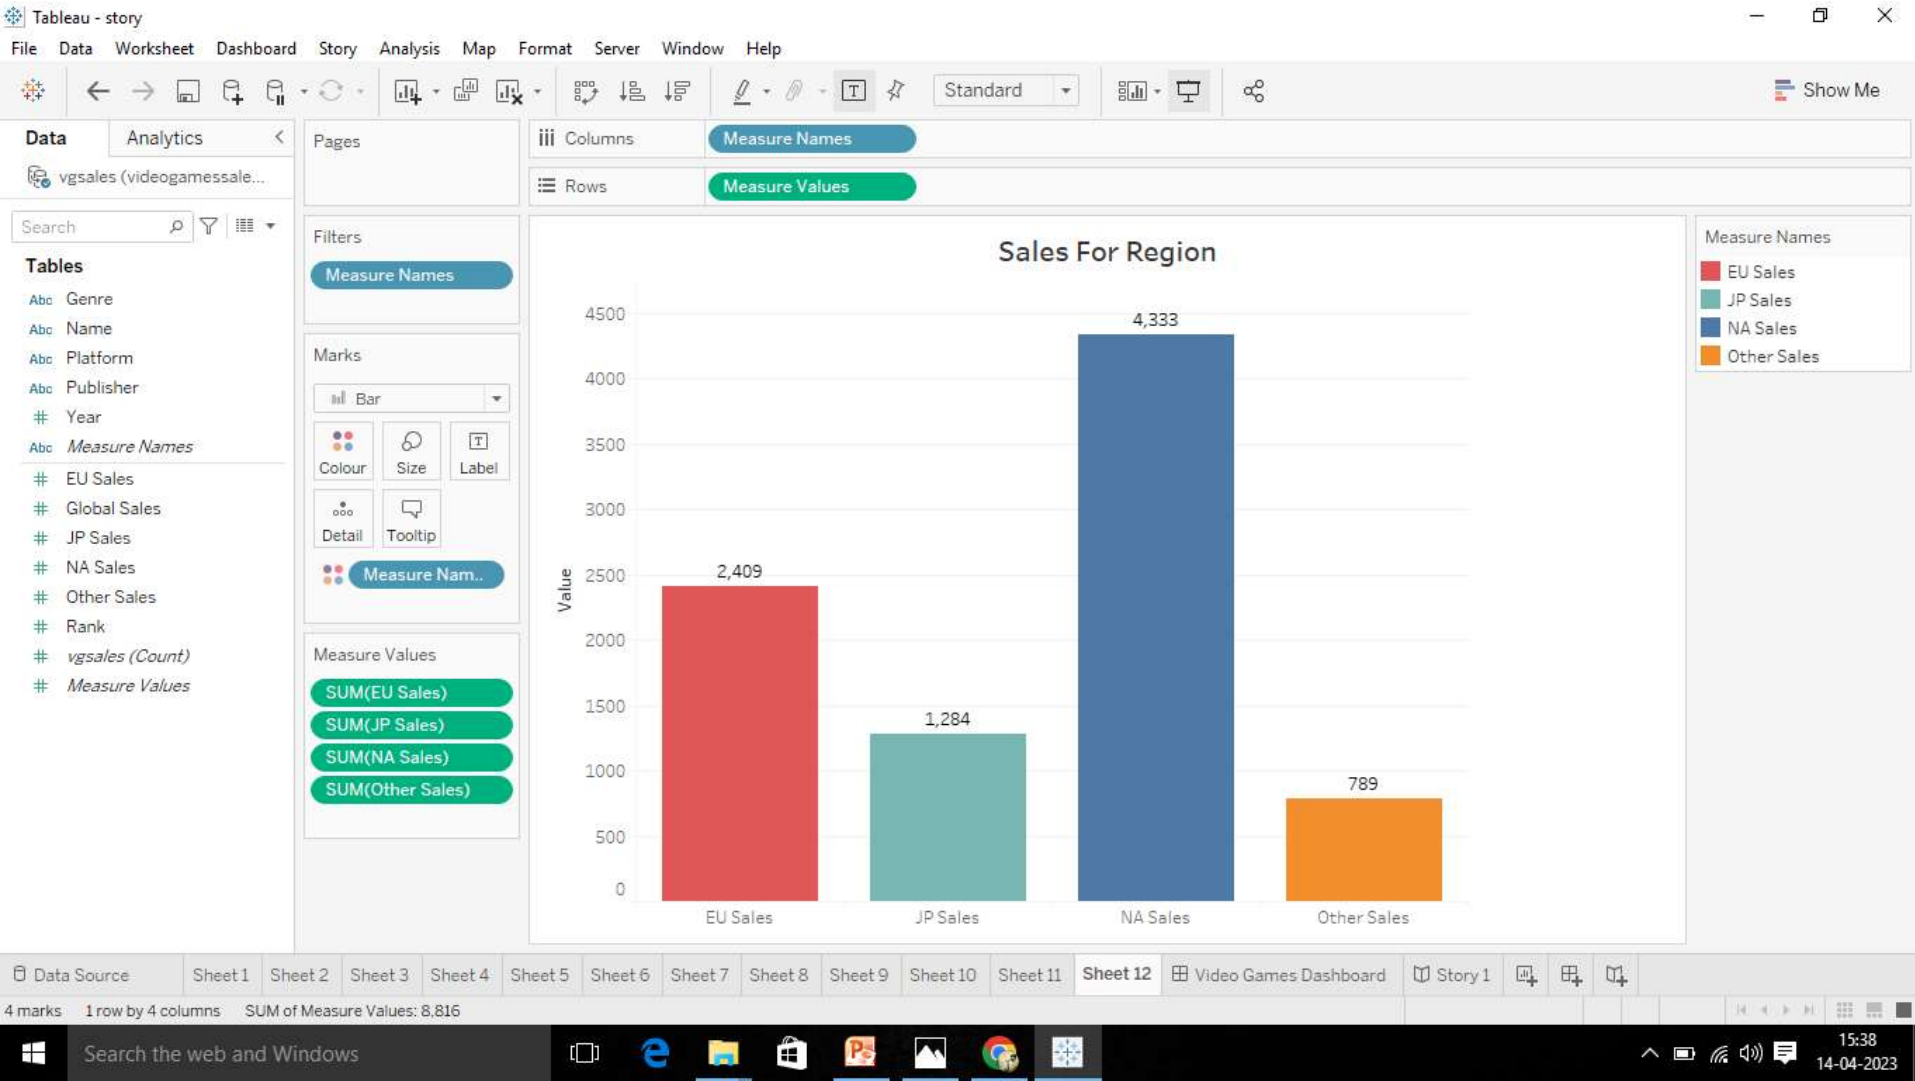 Tableau - story
File Data Worksheet Dashboard Story Analysis Map Format Server Window Help
Standard
Show Me
Data
Analytics
vgsales (videogamessale...
Search
Tables
Abc Genre
Abc Name
Abc Platform
Abc Publisher
# Year
Abc Measure Names
# EU Sales
# Global Sales
# JP Sales
# NA Sales
# Other Sales
# Rank
# vgsales (Count)
# Measure Values
Pages
Filters
Measure Names
Marks
Bar
Colour Size Label
Detail Tooltip
Measure Nam..
Measure Values
SUM(EU Sales)
SUM(JP Sales)
SUM(NA Sales)
SUM(Other Sales)
Columns Measure Names
Rows Measure Values
Sales For Region
Value
4500
4000
3500
3000
2500
2000
1500
1000
500
0
2,409
1,284
4,333
789
EU Sales JP Sales NA Sales Other Sales
Measure Names
EU Sales
JP Sales
NA Sales
Other Sales
Data Source Sheet 1 Sheet 2 Sheet 3 Sheet 4 Sheet 5 Sheet 6 Sheet 7 Sheet 8 Sheet 9 Sheet 10 Sheet 11 Sheet 12 Video Games Dashboard Story 1
4 marks 1 row by 4 columns SUM of Measure Values: 8,816
Search the web and Windows
15:38
14-04-2023